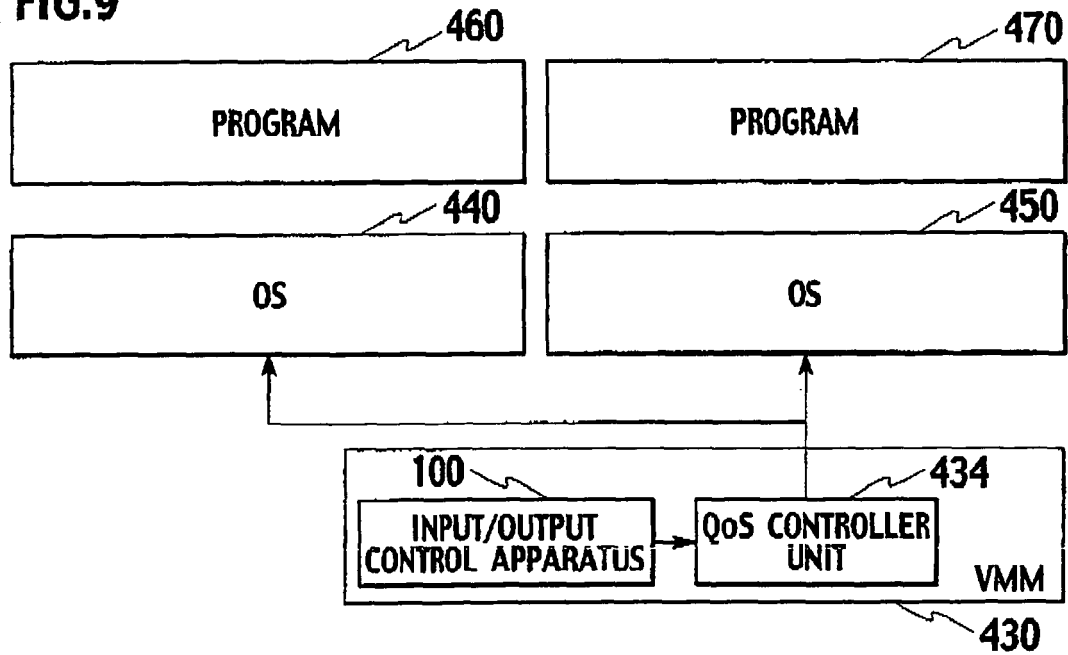 FIG.9
460
470
PROGRAM
PROGRAM
440
450
OS
OS
100
434
INPUT/OUTPUT
CONTROL APPARATUS
QoS CONTROLLER
UNIT
VMM
430